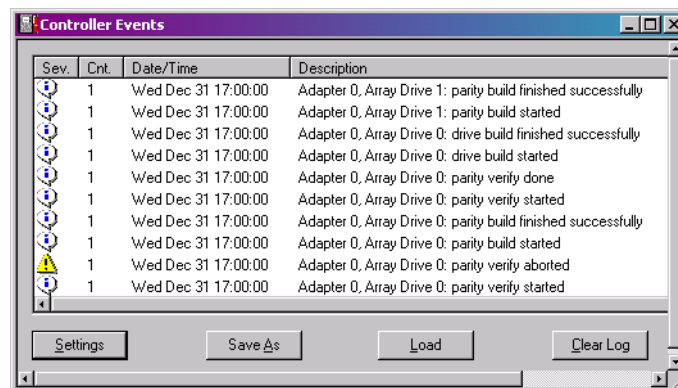 Controller Events
Sev. Cnt. Date/Time Description
1 Wed Dec 31 17:00:00 Adapter 0, Array Drive 1: parity build finished successfully
1 Wed Dec 31 17:00:00 Adapter 0, Array Drive 1: parity build started
1 Wed Dec 31 17:00:00 Adapter 0, Array Drive 0: drive build finished successfully
1 Wed Dec 31 17:00:00 Adapter 0, Array Drive 0: drive build started
1 Wed Dec 31 17:00:00 Adapter 0, Array Drive 0: parity verify done
1 Wed Dec 31 17:00:00 Adapter 0, Array Drive 0: parity verify started
1 Wed Dec 31 17:00:00 Adapter 0, Array Drive 0: parity build finished successfully
1 Wed Dec 31 17:00:00 Adapter 0, Array Drive 0: parity build started
1 Wed Dec 31 17:00:00 Adapter 0, Array Drive 0: parity verify aborted
1 Wed Dec 31 17:00:00 Adapter 0, Array Drive 0: parity verify started
Settings Save As Load Clear Log